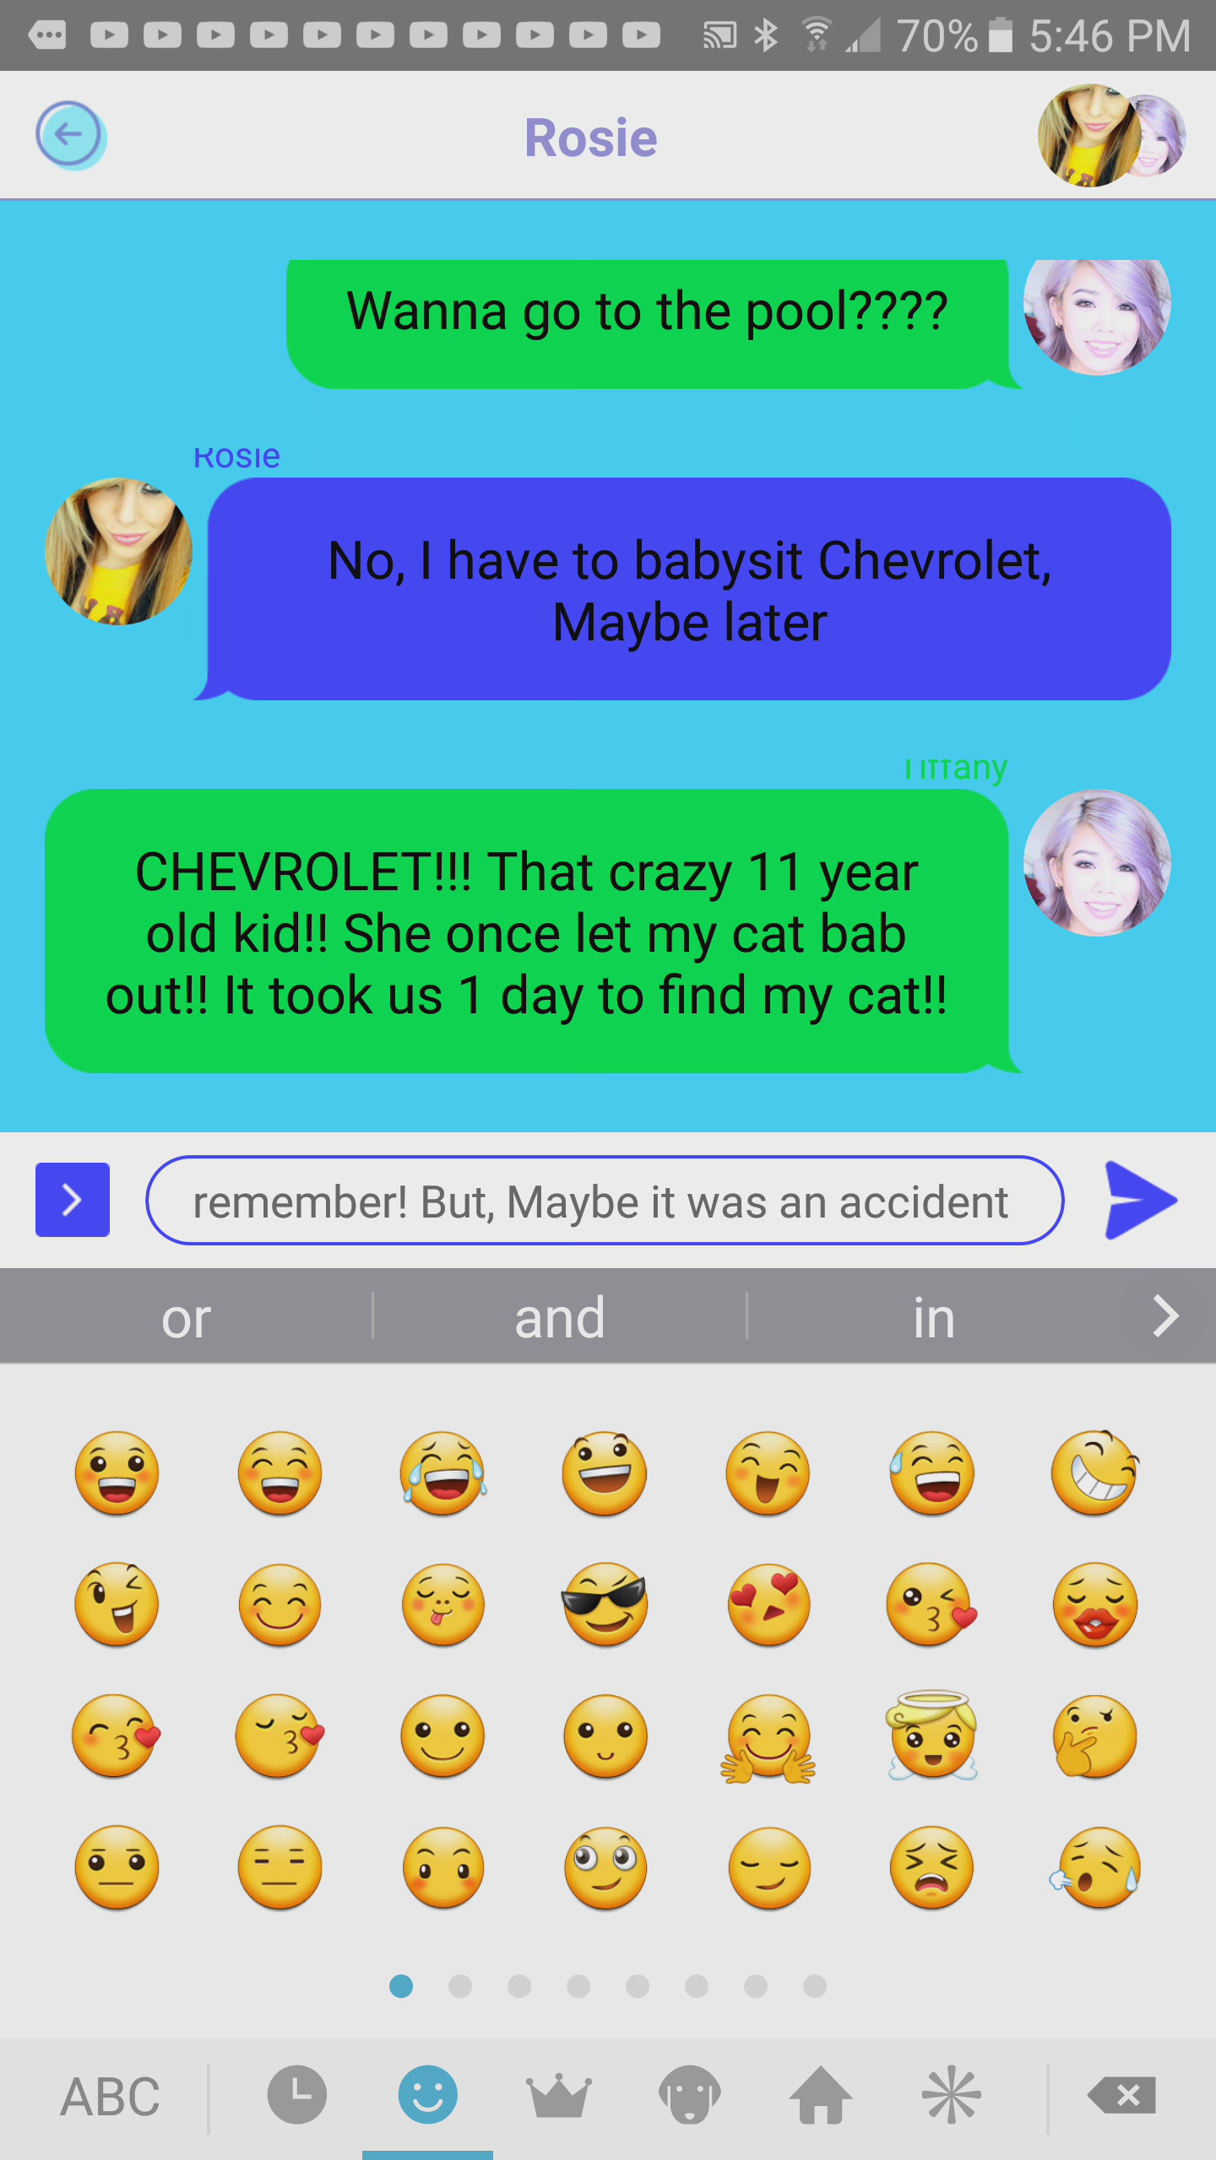 70% 5:46 PM
Rosie
Wanna go to the pool????
Rosie
No, I have to babysit Chevrolet,
Maybe later
Tiffany
CHEVROLET!!! That crazy 11 year
old kid!! She once let my cat bab
out!! It took us 1 day to find my cat!!
remember! But, Maybe it was an accident
or and in
ABC